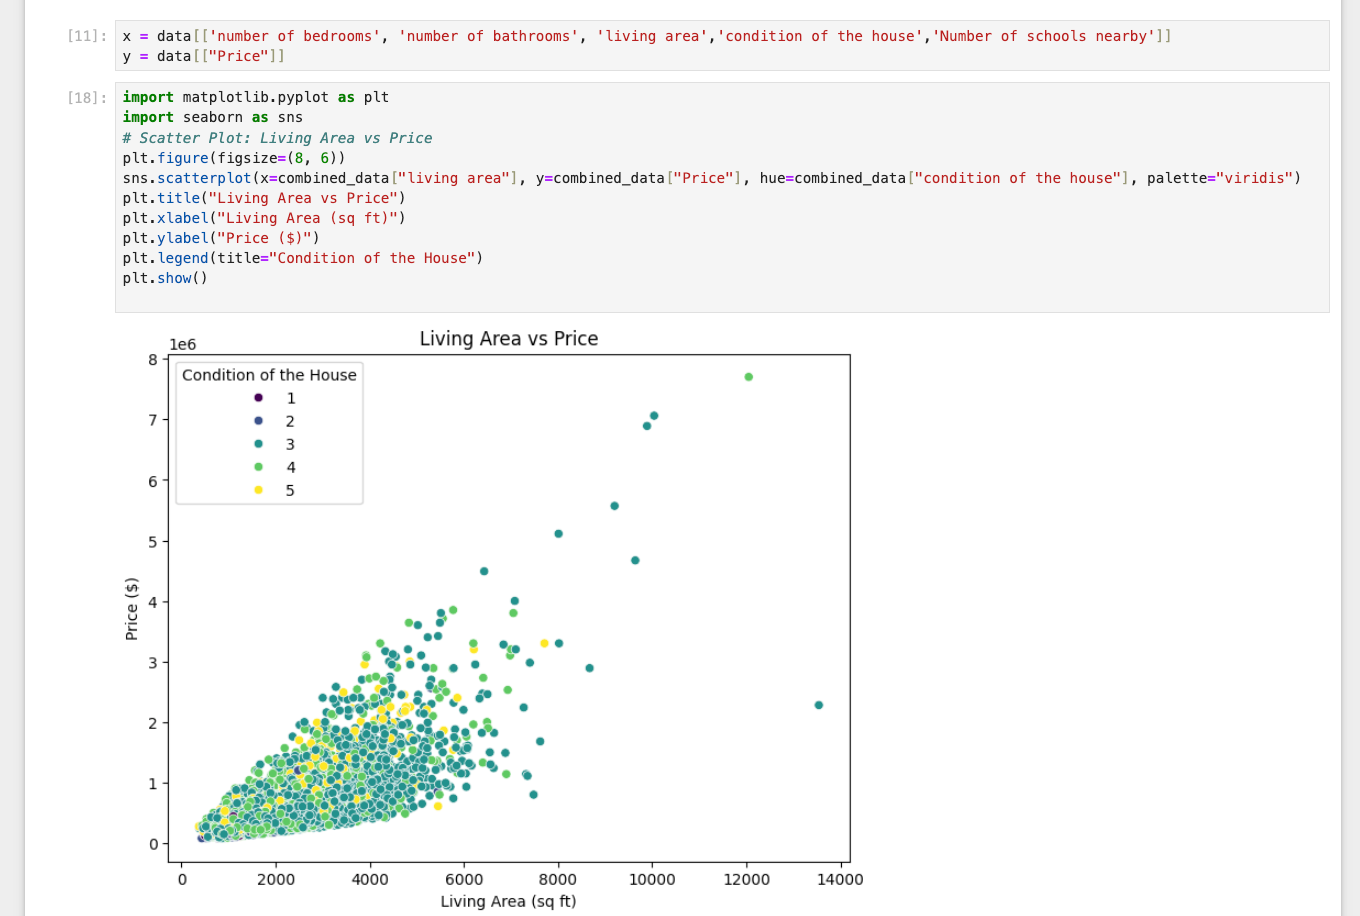 [11]: x = data[['number of bedrooms', 'number of bathrooms', 'living area','condition of the house','Number of schools nearby']]
y = data[["Price"]]
[18]: import matplotlib.pyplot as plt
import seaborn as sns
# Scatter Plot: Living Area vs Price
plt.figure(figsize=(8, 6))
sns.scatterplot(x=combined_data["living area"], y=combined_data["Price"], hue=combined_data["condition of the house"], palette="viridis")
plt.title("Living Area vs Price")
plt.xlabel("Living Area (sq ft)")
plt.ylabel("Price ($)")
plt.legend(title="Condition of the House")
plt.show()
Living Area vs Price
1e6
Condition of the House
1
2
3
4
5
8
7
6
5
4
3
2
1
0
Price ($)
0 2000 4000 6000 8000 10000 12000 14000
Living Area (sq ft)